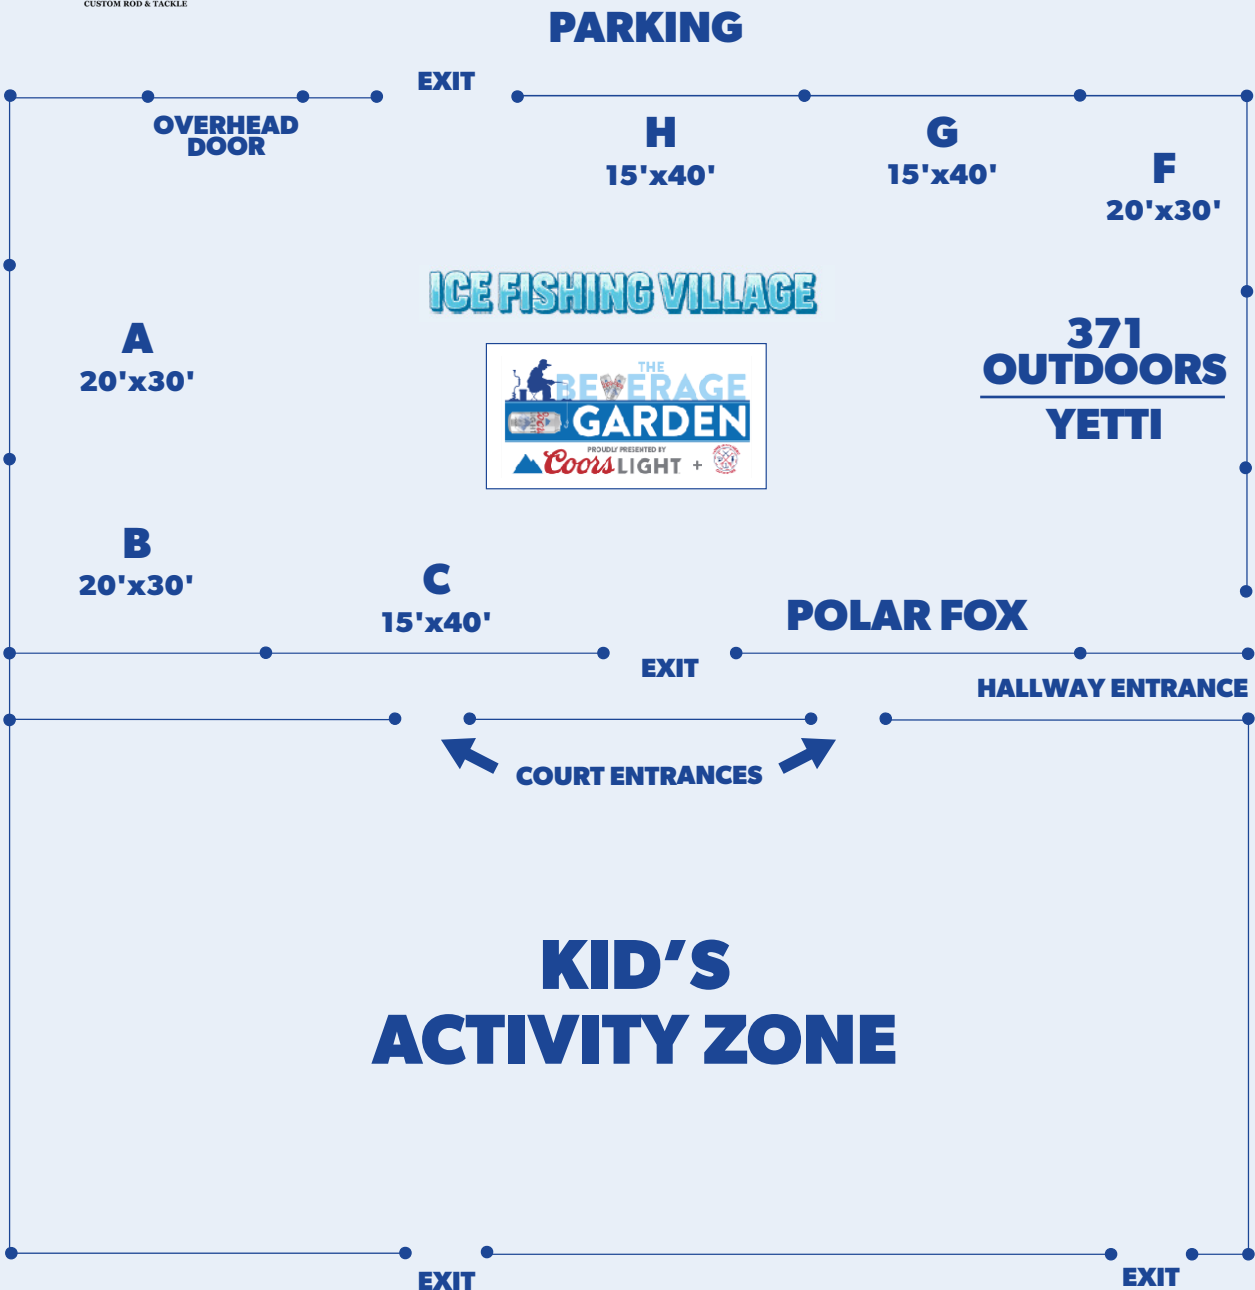 CUSTOM ROD & TACKLE
PARKING
EXIT
OVERHEAD
DOOR
H
15'x40'
G
15'x40'
F
20'x30'
ICE FISHING VILLAGE
A
20'x30'
THE
BEVERAGE
GARDEN
PROUDLY PRESENTED BY
Coors LIGHT +
371
OUTDOORS
YETTI
B
20'x30'
C
15'x40'
POLAR FOX
EXIT
HALLWAY ENTRANCE
COURT ENTRANCES
KID’S
ACTIVITY ZONE
EXIT
EXIT